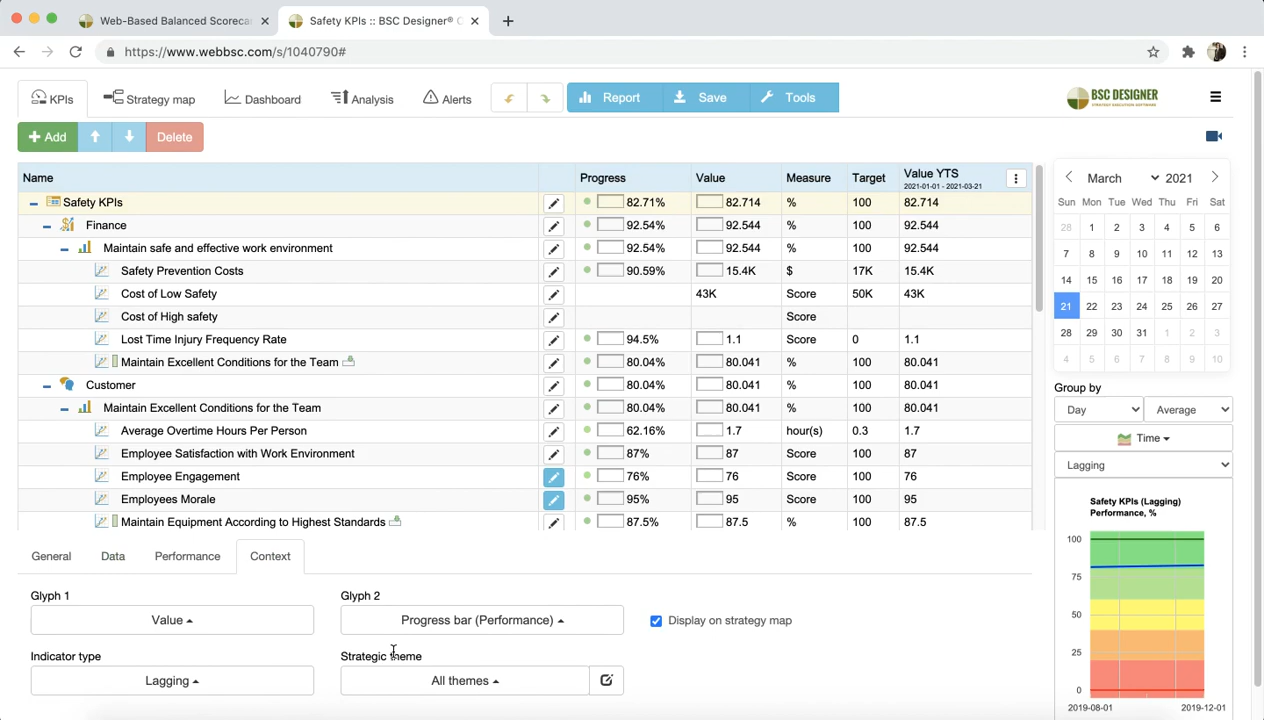 Web-Based Balanced Scoreca
Safety KPIs :: BSC Designer®
https://www.webbsc.com/s/1040790#
KPIs
Strategy map
Dashboard
Analysis
Alerts
Report
Save
Tools
BSC DESIGNER
STRATEGY EXECUTION SOFTWARE
+ Add
Delete
Name Progress Value Measure Target Value YTS
2021-01-01 - 2021-03-21
Safety KPIs 82.71% 82.714 % 100 82.714
Finance 92.54% 92.544 % 100 92.544
Maintain safe and effective work environment 92.54% 92.544 % 100 92.544
Safety Prevention Costs 90.59% 15.4K $ 17K 15.4K
Cost of Low Safety 43K Score 50K 43K
Cost of High safety Score
Lost Time Injury Frequency Rate 94.5% 1.1 Score 0 1.1
Maintain Excellent Conditions for the Team 80.04% 80.041 % 100 80.041
Customer 80.04% 80.041 % 100 80.041
Maintain Excellent Conditions for the Team 80.04% 80.041 % 100 80.041
Average Overtime Hours Per Person 62.16% 1.7 hour(s) 0.3 1.7
Employee Satisfaction with Work Environment 87% 87 Score 100 87
Employee Engagement 76% 76 Score 100 76
Employees Morale 95% 95 Score 100 95
Maintain Equipment According to Highest Standards 87.5% 87.5 % 100 87.5
March 2021
Sun Mon Tue Wed Thu Fri Sat
28 1 2 3 4 5 6
7 8 9 10 11 12 13
14 15 16 17 18 19 20
21 22 23 24 25 26 27
28 29 30 31 1 2 3
4 5 6 7 8 9 10
Group by
Day
Average
Time
Lagging
Safety KPIs (Lagging)
Performance, %
100
75
50
25
0
2019-08-01 2019-12-01
General
Data
Performance
Context
Glyph 1
Value
Glyph 2
Progress bar (Performance)
Display on strategy map
Indicator type
Lagging
Strategic theme
All themes